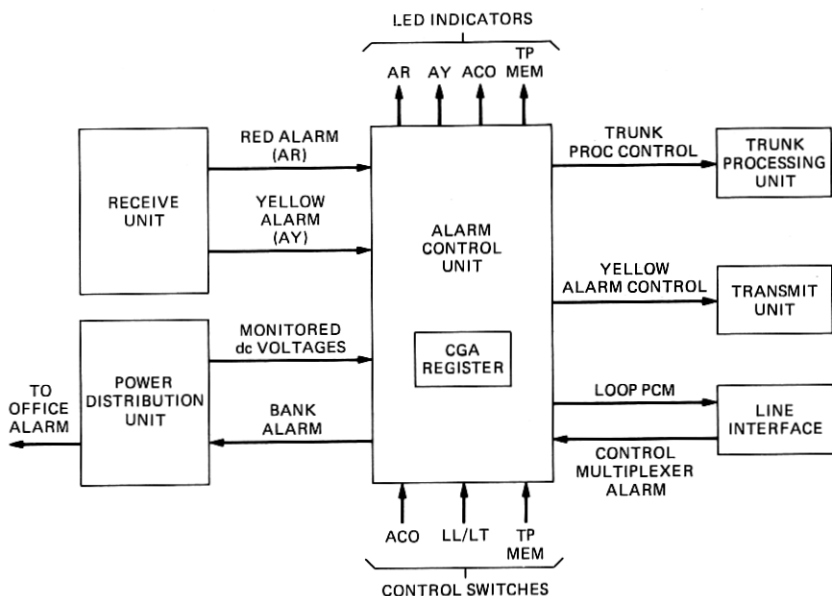 LED INDICATORS
AR AY ACO TP
MEM
RED ALARM
(AR)
YELLOW
ALARM
(AY)
RECEIVE
UNIT
ALARM
CONTROL
UNIT
CGA
REGISTER
TRUNK
PROC CONTROL
TRUNK
PROCESSING
UNIT
YELLOW
ALARM CONTROL
TRANSMIT
UNIT
MONITORED
dc VOLTAGES
BANK
ALARM
POWER
DISTRIBUTION
UNIT
TO
OFFICE
ALARM
LOOP PCM
CONTROL
MULTIPLEXER
ALARM
LINE
INTERFACE
ACO LL/LT TP
MEM
CONTROL SWITCHES